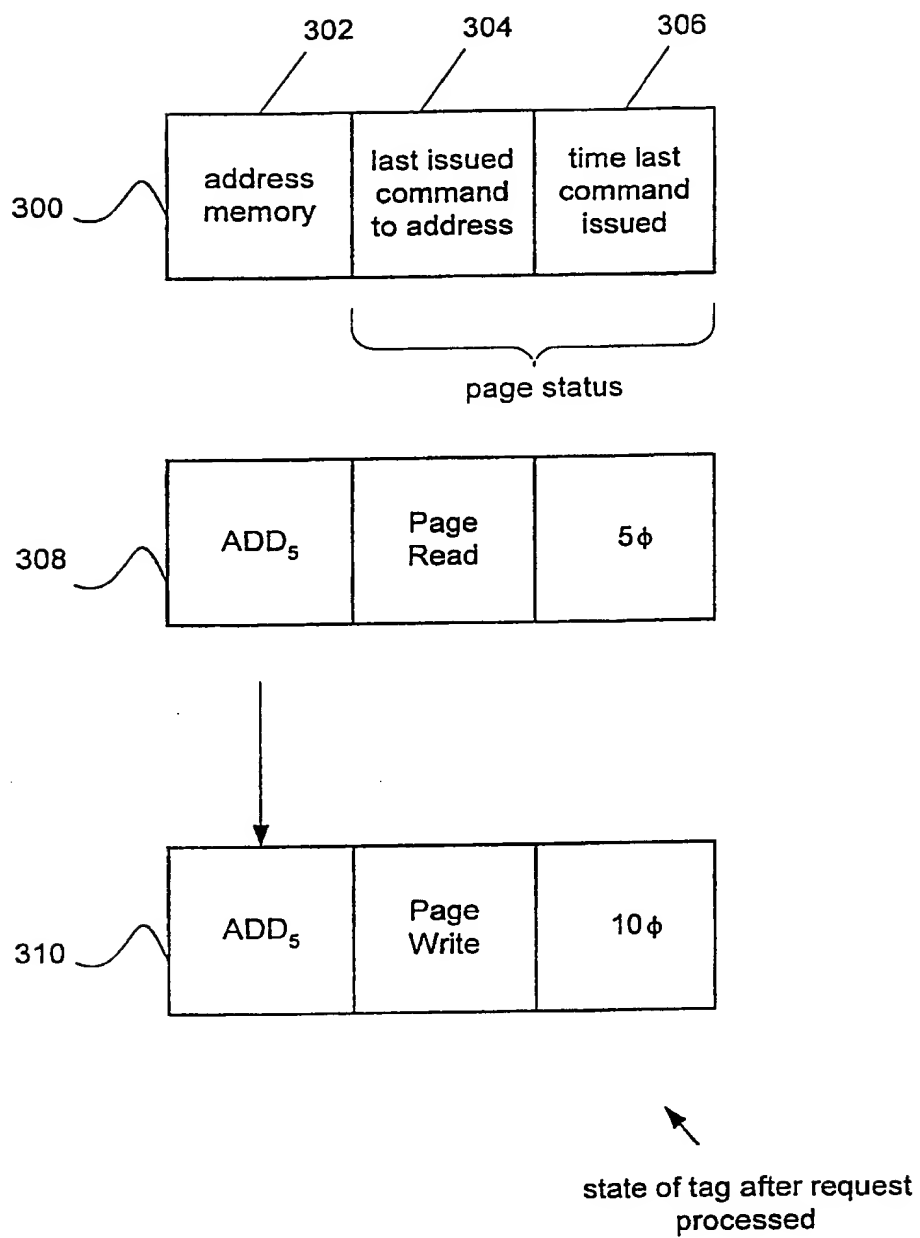 302
304
306
300
address
memory
last issued
command
to address
time last
command
issued
page status
308
ADD₅
Page
Read
5ϕ
310
ADD₅
Page
Write
10ϕ
state of tag after request
processed